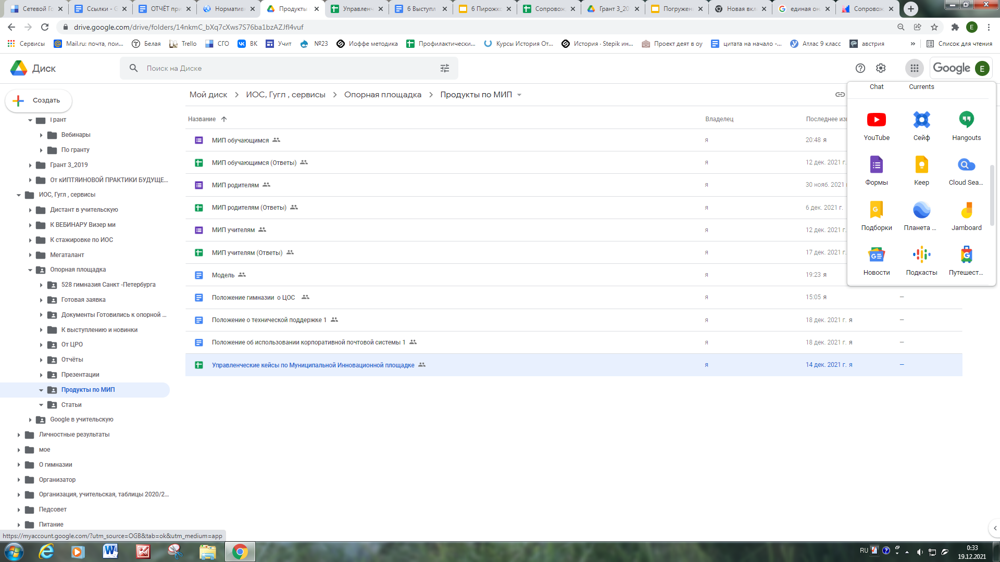 Сетевой Го
Ссылки - G
ОТЧЁТ при
Норматив
Продукты
Управленч
6 Выступл
6 Пирожко
Сопровож
Грант 3_20
Погружен
Новая вкл
единая он
Сопровож
drive.google.com/drive/folders/14nkmC_bXq7cXws7S76ba1bzAZJfl4vuf
E
Сервисы
Mail.ru: почта, пои...
Белая
Trello
СГО
ВК
Учит
№23
Иоффе методика
Профилактически...
Курсы История От...
История - Stepik ин...
Проект деят в оу
цитата на начало -...
Атлас 9 класс
австрия
»
Список для чтения
Диск
Поиск на Диске
Google
E
Создать
Мой диск > ИОС, Гугл , сервисы > Опорная площадка > Продукты по МИП
Chat
Currents
YouTube
Сейф
Hangouts
Формы
Keep
Cloud Sea...
Подборки
Планета ...
Jamboard
Новости
Подкасты
Путешест...
Грант
Вебинары
По гранту
Грант 3_2019
От кИПТЯИНОВОЙ ПРАКТИКИ БУДУЩЕ...
ИОС, Гугл , сервисы
Дистант в учительскую
К ВЕБИНАРУ Визер ми
К стажировке по ИОС
Мегаталант
Опорная площадка
528 гимназия Санкт -Петербурга
Готовая заявка
Документы Готовились к опорной ...
К выступлению и новинки
От ЦРО
Отчёты
Презентации
Продукты по МИП
Статьи
Google в учительскую
Личностные результаты
мое
О гимназии
Организатор
Организация, учительская, таблицы 2020/2...
Педсовет
Питание
Название
Владелец
Последнее из
МИП обучающимся я 20:48 я
МИП обучающимся (Ответы) я 12 дек. 2021 г.
МИП родителям я 30 нояб. 2021
МИП родителям (Ответы) я 6 дек. 2021 г.
МИП учителям я 12 дек. 2021 г.
МИП учителям (Ответы) я 17 дек. 2021 г.
Модель я 19:23 я
Положение гимназии о ЦОС я 15:05 я —
Положение о технической поддержке 1 я 18 дек. 2021 г. я —
Положение об использовании корпоративной почтовой системы 1 я 18 дек. 2021 г. я —
Управленческие кейсы по Муниципальной Инновационной площадке я 14 дек. 2021 г. я —
https://myaccount.google.com/?utm_source=OGB&tab=ok&utm_medium=app
RU
0:33
19.12.2021